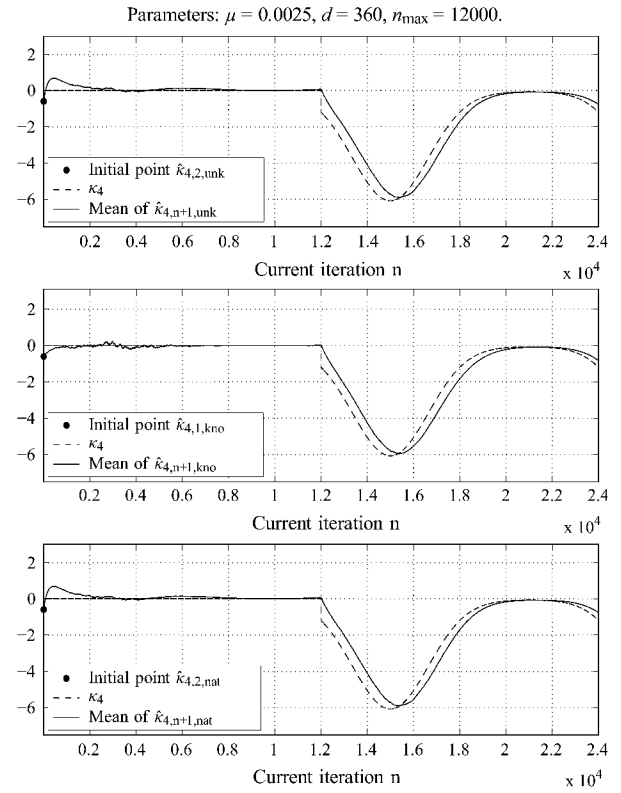 Parameters: μ = 0.0025, d = 360, n_max = 12000.
2
0
−2
−4
−6
Initial point κ̂_4,2,unk
κ_4
Mean of κ̂_4,n+1,unk
0.2 0.4 0.6 0.8 1 1.2 1.4 1.6 1.8 2 2.2 2.4
Current iteration n
x 10^4
2
0
−2
−4
−6
Initial point κ̂_4,1,kno
κ_4
Mean of κ̂_4,n+1,kno
0.2 0.4 0.6 0.8 1 1.2 1.4 1.6 1.8 2 2.2 2.4
Current iteration n
x 10^4
2
0
−2
−4
−6
Initial point κ̂_4,2,nat
κ_4
Mean of κ̂_4,n+1,nat
0.2 0.4 0.6 0.8 1 1.2 1.4 1.6 1.8 2 2.2 2.4
Current iteration n
x 10^4